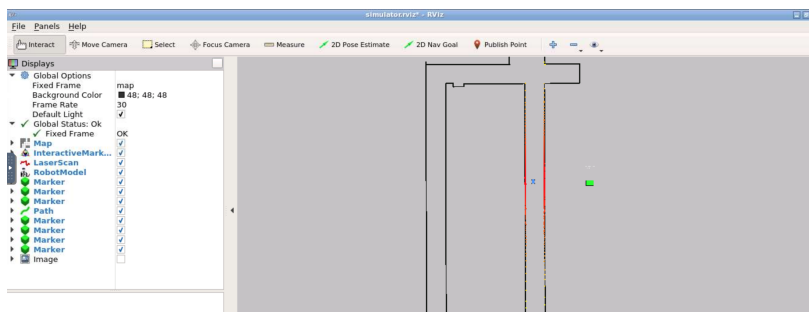 simulator.rviz* - RViz
File Panels Help
Interact Move Camera Select Focus Camera Measure 2D Pose Estimate 2D Nav Goal Publish Point
Displays
Global Options
Fixed Frame map
Background Color 48; 48; 48
Frame Rate 30
Default Light
Global Status: Ok
Fixed Frame OK
Map
InteractiveMark...
LaserScan
RobotModel
Marker
Marker
Marker
Path
Marker
Marker
Marker
Marker
Image